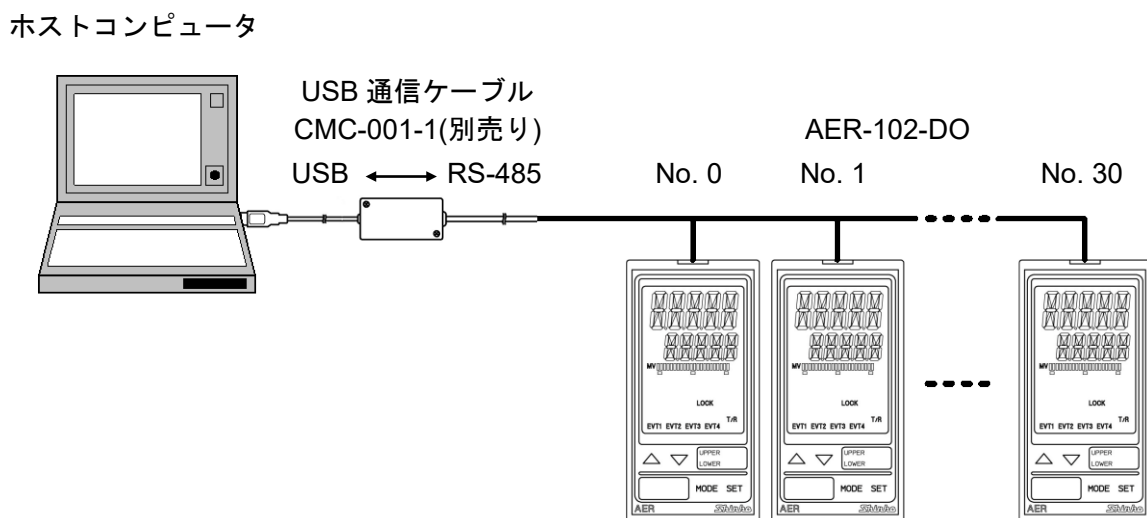 ホストコンピュータ
USB 通信ケーブル
CMC-001-1(別売り)
USB RS-485
AER-102-DO
No. 0 No. 1 No. 30
MV MV MV
LOCK LOCK LOCK
T/R T/R T/R
EVT1 EVT2 EVT3 EVT4 EVT1 EVT2 EVT3 EVT4 EVT1 EVT2 EVT3 EVT4
UPPER UPPER UPPER
LOWER LOWER LOWER
MODE SET MODE SET MODE SET
AER Shinko AER Shinko AER Shinko